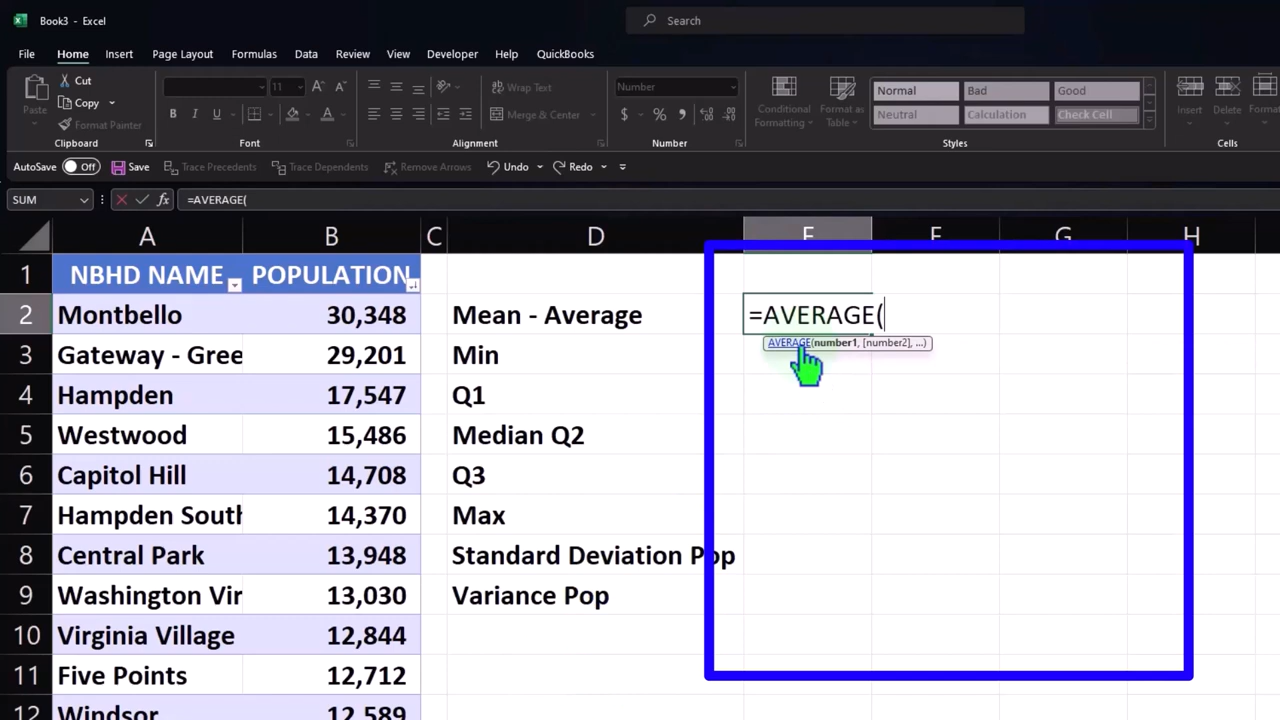 Book3 - Excel
Search
File Home Insert Page Layout Formulas Data Review View Developer Help QuickBooks
Paste
Cut
Copy
Format Painter
Clipboard
11
B I U
Font
Wrap Text
Merge & Center
Alignment
Number
$ %
Number
Conditional Formatting
Format as Table
Normal Bad Good
Neutral Calculation Check Cell
Styles
Insert Delete Format
Cells
AutoSave Off Save Trace Precedents Trace Dependents Remove Arrows Undo Redo
SUM fx =AVERAGE(
A B C D E F G H
1 NBHD NAME POPULATION
2 Montbello 30,348 Mean - Average =AVERAGE(
AVERAGE(number1, [number2], ...)
3 Gateway - Gree 29,201 Min
4 Hampden 17,547 Q1
5 Westwood 15,486 Median Q2
6 Capitol Hill 14,708 Q3
7 Hampden South 14,370 Max
8 Central Park 13,948 Standard Deviation Pop
9 Washington Vir 13,030 Variance Pop
10 Virginia Village 12,844
11 Five Points 12,712
Windsor 12,589